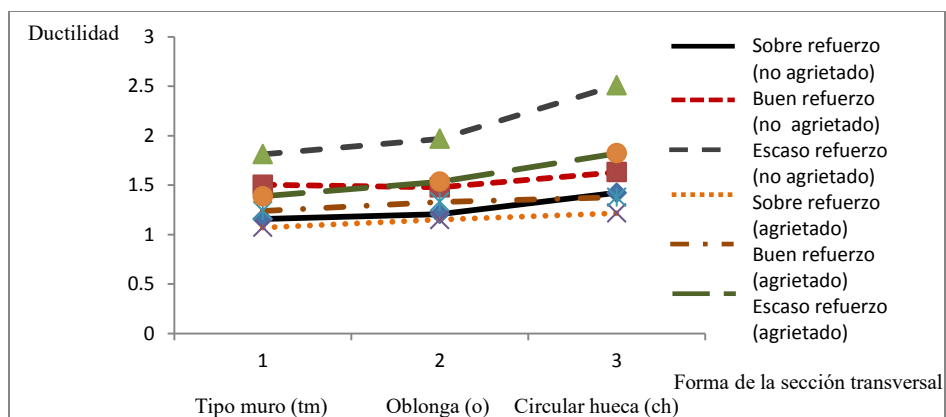 Ductilidad
3
2.5
2
1.5
1
0.5
0
1
2
3
Tipo muro (tm)
Oblonga (o)
Circular hueca (ch)
Forma de la sección transversal
Sobre refuerzo
(no agrietado)
Buen refuerzo
(no agrietado)
Escaso refuerzo
(no agrietado)
Sobre refuerzo
(agrietado)
Buen refuerzo
(agrietado)
Escaso refuerzo
(agrietado)